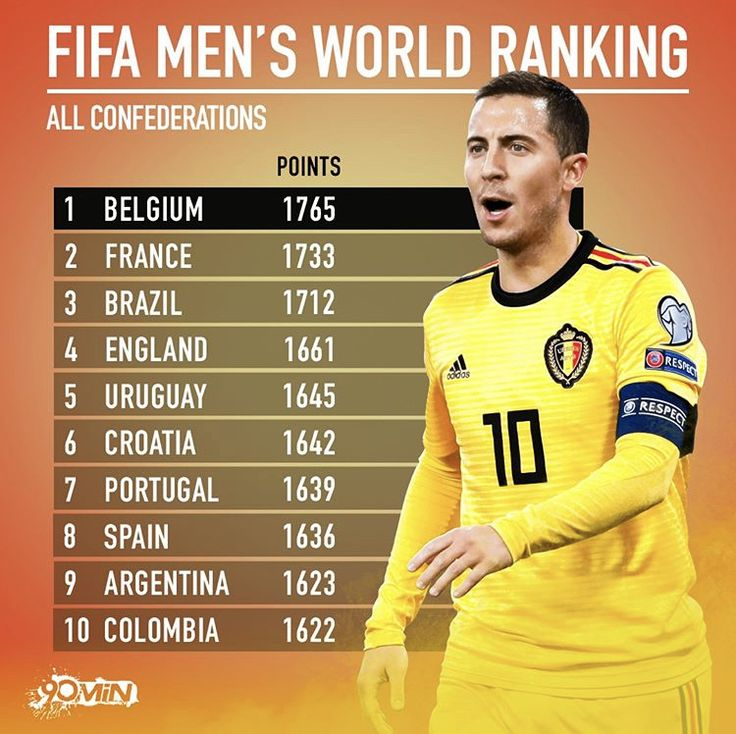 FIFA MEN'S WORLD RANKING
ALL CONFEDERATIONS
POINTS
1 BELGIUM 1765
2 FRANCE 1733
3 BRAZIL 1712
4 ENGLAND 1661
5 URUGUAY 1645
6 CROATIA 1642
7 PORTUGAL 1639
8 SPAIN 1636
9 ARGENTINA 1623
10 COLOMBIA 1622
adidas
RESPECT
RESPECT
10
90MiN